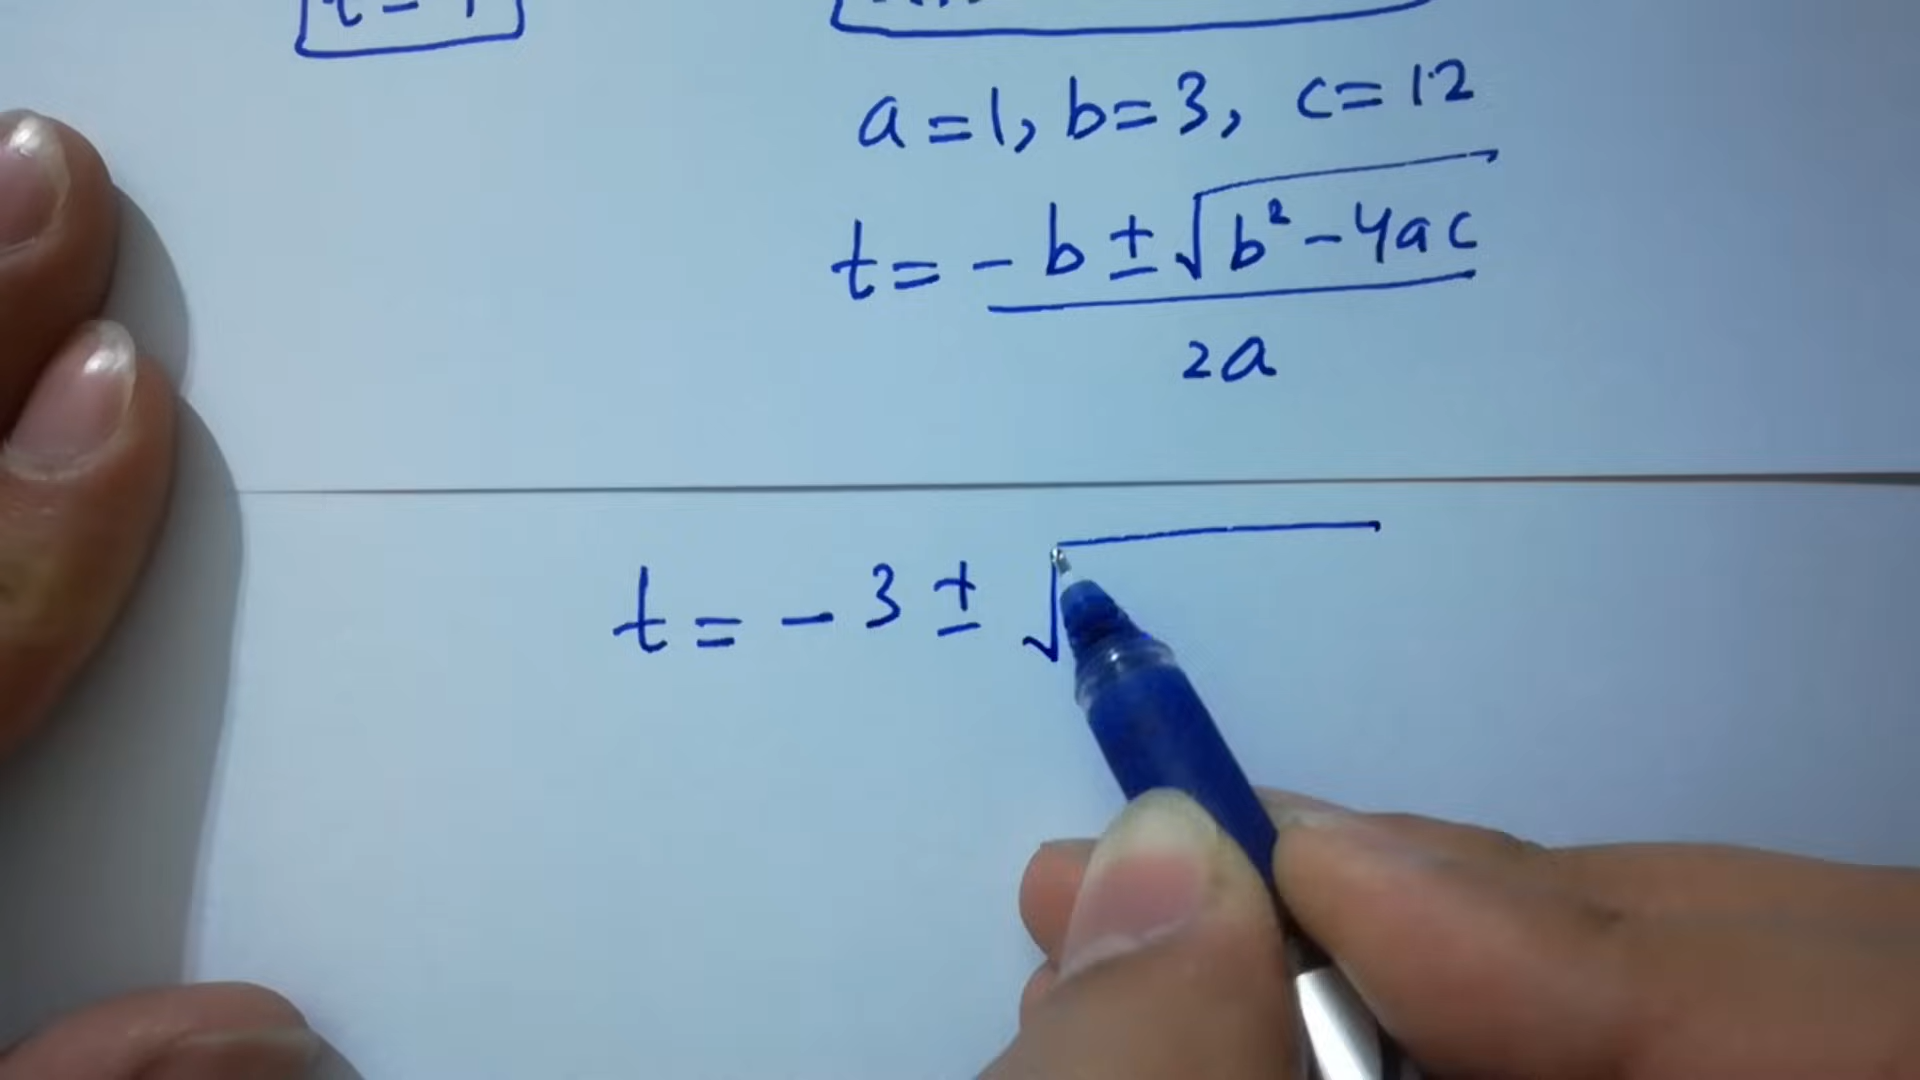 a=1, b=3, c=12
t= -b ± √b² - 4ac
2a
t= -3 ± √